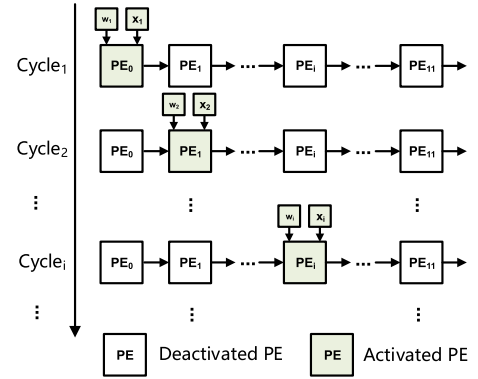 w₁ x₁
Cycle₁ PE₀ PE₁ ... PEᵢ ... PE₁₁
w₂ x₂
Cycle₂ PE₀ PE₁ ... PEᵢ ... PE₁₁
⋮ ⋮ ⋮
wᵢ xᵢ
Cycleᵢ PE₀ PE₁ ... PEᵢ ... PE₁₁
⋮ ⋮ ⋮
PE Deactivated PE PE Activated PE